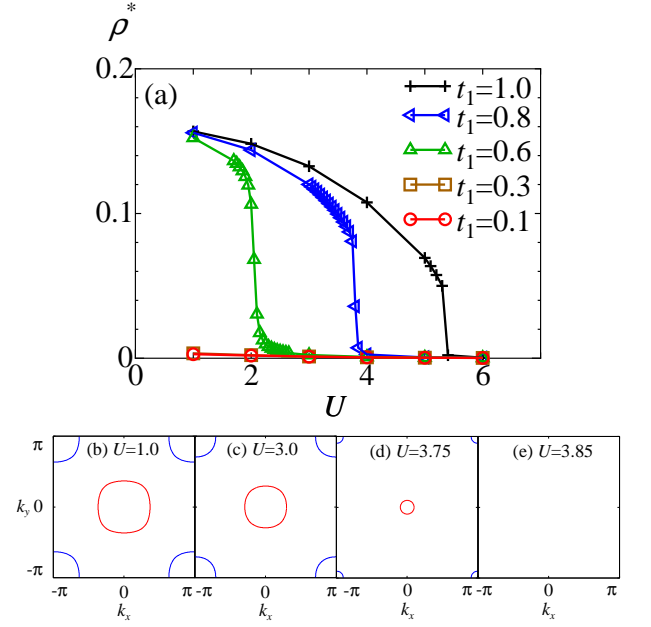 ρ*
0.2
0.1
0
(a)
t1=1.0
t1=0.8
t1=0.6
t1=0.3
t1=0.1
0 2 4 6
U
π
ky 0
-π
(b) U=1.0
(c) U=3.0
(d) U=3.75
(e) U=3.85
-π 0 π -π 0 π -π 0 π -π 0 π
kx kx kx kx